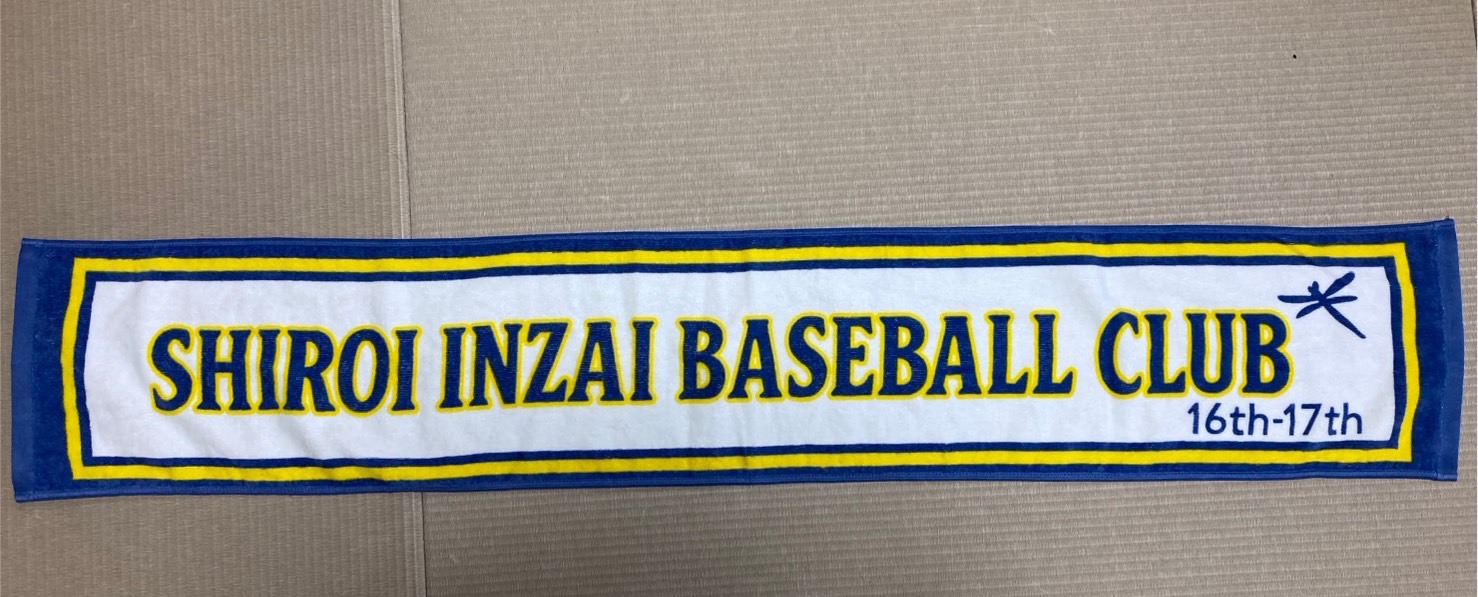 SHIROI INZAI BASEBALL CLUB
16th-17th